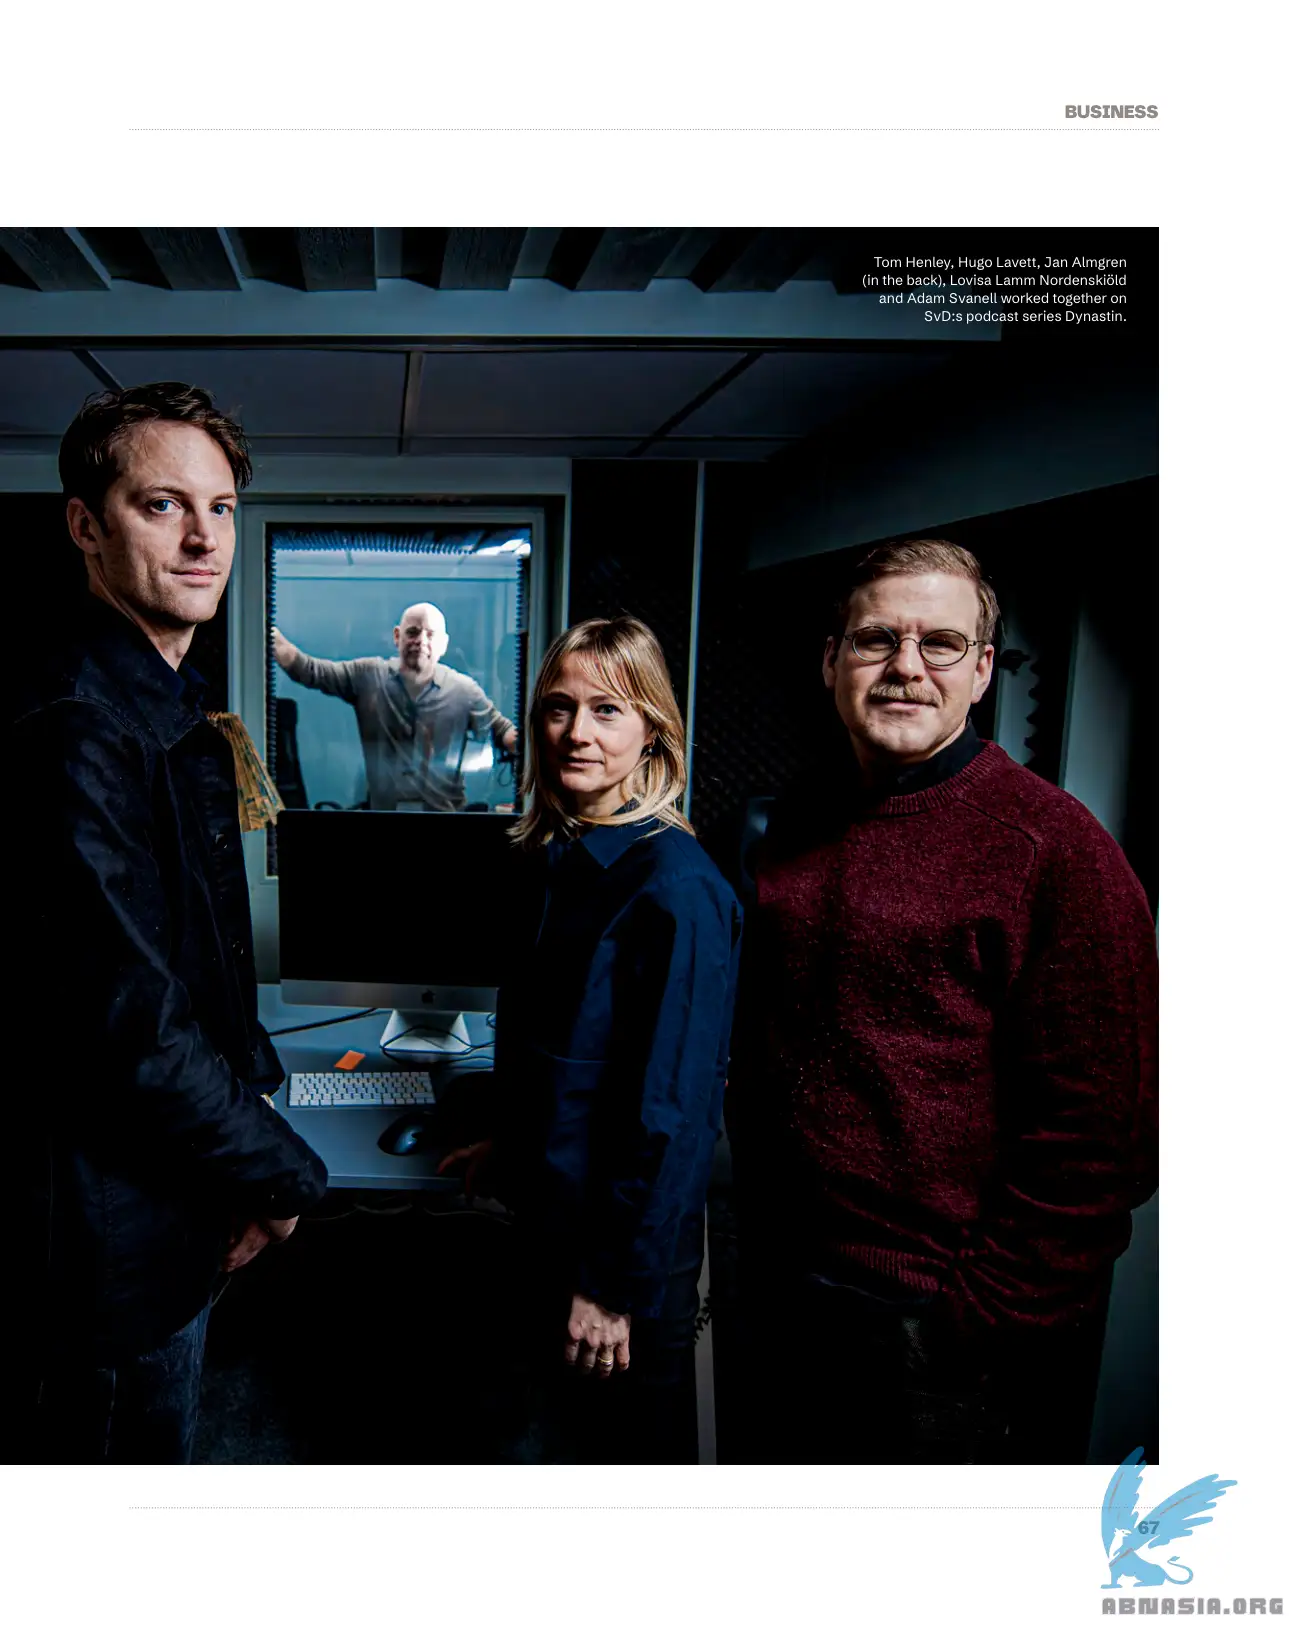 BUSINESS
Tom Henley, Hugo Lavett, Jan Almgren
(in the back), Lovisa Lamm Nordenskiöld
and Adam Svanell worked together on
SvD:s podcast series Dynastin.
67
ABNASIA.ORG